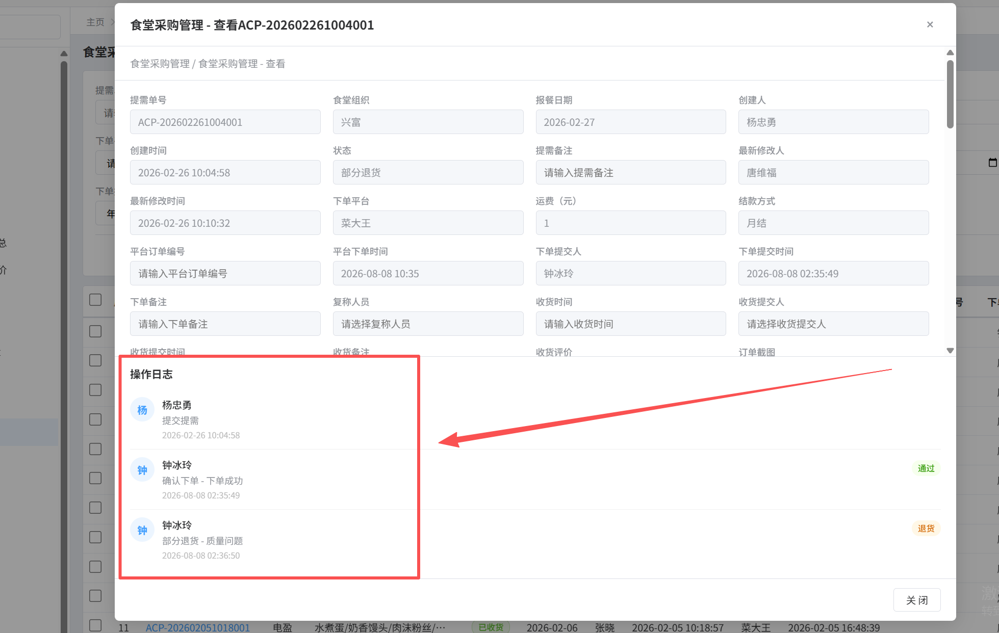 主页
食堂采购管理 - 查看ACP-202602261004001
×
食堂采
食堂采购管理 / 食堂采购管理 - 查看
提需
提需单号
食堂组织
报餐日期
创建人
请
ACP-202602261004001
兴富
2026-02-27
杨忠勇
下单
创建时间
状态
提需备注
最新修改人
请
2026-02-26 10:04:58
部分退货
请输入提需备注
唐维福
下单
最新修改时间
下单平台
运费（元）
结款方式
年
2026-02-26 10:10:32
菜大王
1
月结
总
平台订单编号
平台下单时间
下单提交人
下单提交时间
价
请输入平台订单编号
2026-08-08 10:35
钟冰玲
2026-08-08 02:35:49
下单备注
复称人员
收货时间
收货提交人
号
下单
请输入下单备注
请选择复称人员
请输入收货时间
请选择收货提交人
收货提交时间
收货备注
收货评价
订单截图
操作日志
杨
杨忠勇
提交提需
2026-02-26 10:04:58
钟
钟冰玲
通过
确认下单 - 下单成功
2026-08-08 02:35:49
钟
钟冰玲
退货
部分退货 - 质量问题
2026-08-08 02:36:50
关 闭
激
转到
11
ACP-202602051018001
电盈
水煮蛋/奶香馒头/肉沫粉丝/…
已收货
2026-02-06
张晓
2026-02-05 10:18:57
菜大王
2026-02-05 16:48:39